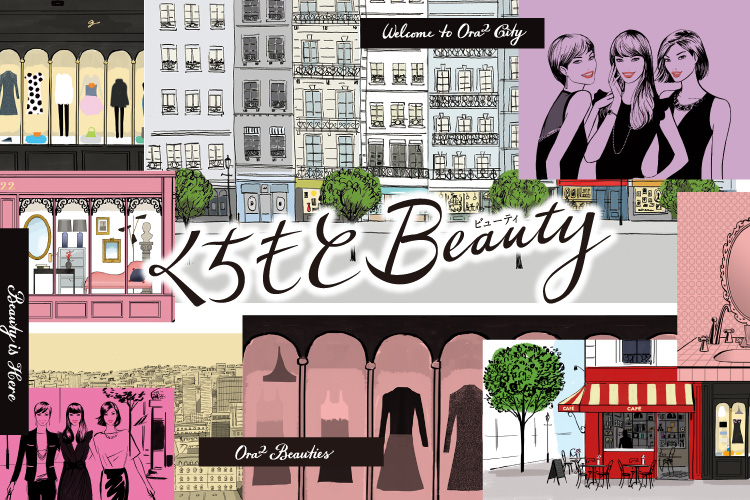 Welcome to Ora² City
22
ビューティ
くちもとBeauty
Beauty is Here
Ora² Beauties
CAFÉ
CAFÉ